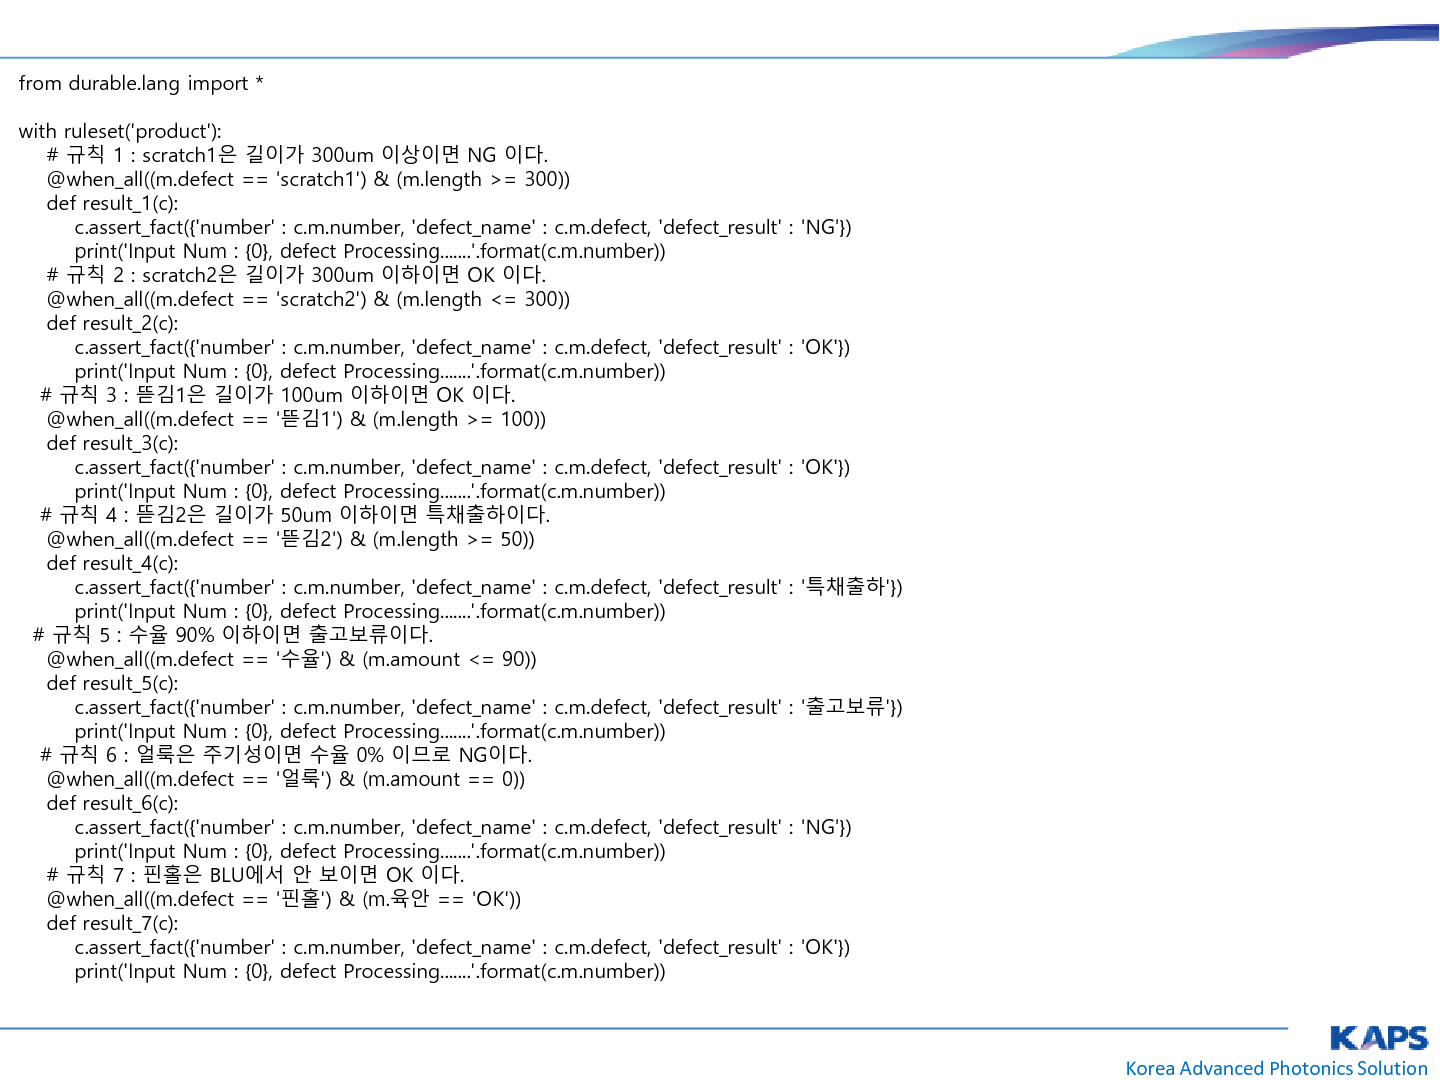 from durable.lang import *
with ruleset('product'):
# 규칙 1 : scratch1은 길이가 300um 이상이면 NG 이다.
@when_all((m.defect == 'scratch1') & (m.length >= 300))
def result_1(c):
c.assert_fact({'number' : c.m.number, 'defect_name' : c.m.defect, 'defect_result' : 'NG'})
print('Input Num : {0}, defect Processing.......'.format(c.m.number))
# 규칙 2 : scratch2은 길이가 300um 이하이면 OK 이다.
@when_all((m.defect == 'scratch2') & (m.length <= 300))
def result_2(c):
c.assert_fact({'number' : c.m.number, 'defect_name' : c.m.defect, 'defect_result' : 'OK'})
print('Input Num : {0}, defect Processing.......'.format(c.m.number))
# 규칙 3 : 뜯김1은 길이가 100um 이하이면 OK 이다.
@when_all((m.defect == '뜯김1') & (m.length >= 100))
def result_3(c):
c.assert_fact({'number' : c.m.number, 'defect_name' : c.m.defect, 'defect_result' : 'OK'})
print('Input Num : {0}, defect Processing.......'.format(c.m.number))
# 규칙 4 : 뜯김2은 길이가 50um 이하이면 특채출하이다.
@when_all((m.defect == '뜯김2') & (m.length >= 50))
def result_4(c):
c.assert_fact({'number' : c.m.number, 'defect_name' : c.m.defect, 'defect_result' : '특채출하'})
print('Input Num : {0}, defect Processing.......'.format(c.m.number))
# 규칙 5 : 수율 90% 이하이면 출고보류이다.
@when_all((m.defect == '수율') & (m.amount <= 90))
def result_5(c):
c.assert_fact({'number' : c.m.number, 'defect_name' : c.m.defect, 'defect_result' : '출고보류'})
print('Input Num : {0}, defect Processing.......'.format(c.m.number))
# 규칙 6 : 얼룩은 주기성이면 수율 0% 이므로 NG이다.
@when_all((m.defect == '얼룩') & (m.amount == 0))
def result_6(c):
c.assert_fact({'number' : c.m.number, 'defect_name' : c.m.defect, 'defect_result' : 'NG'})
print('Input Num : {0}, defect Processing.......'.format(c.m.number))
# 규칙 7 : 핀홀은 BLU에서 안 보이면 OK 이다.
@when_all((m.defect == '핀홀') & (m.육안 == 'OK'))
def result_7(c):
c.assert_fact({'number' : c.m.number, 'defect_name' : c.m.defect, 'defect_result' : 'OK'})
print('Input Num : {0}, defect Processing.......'.format(c.m.number))
KAPS
Korea Advanced Photonics Solution